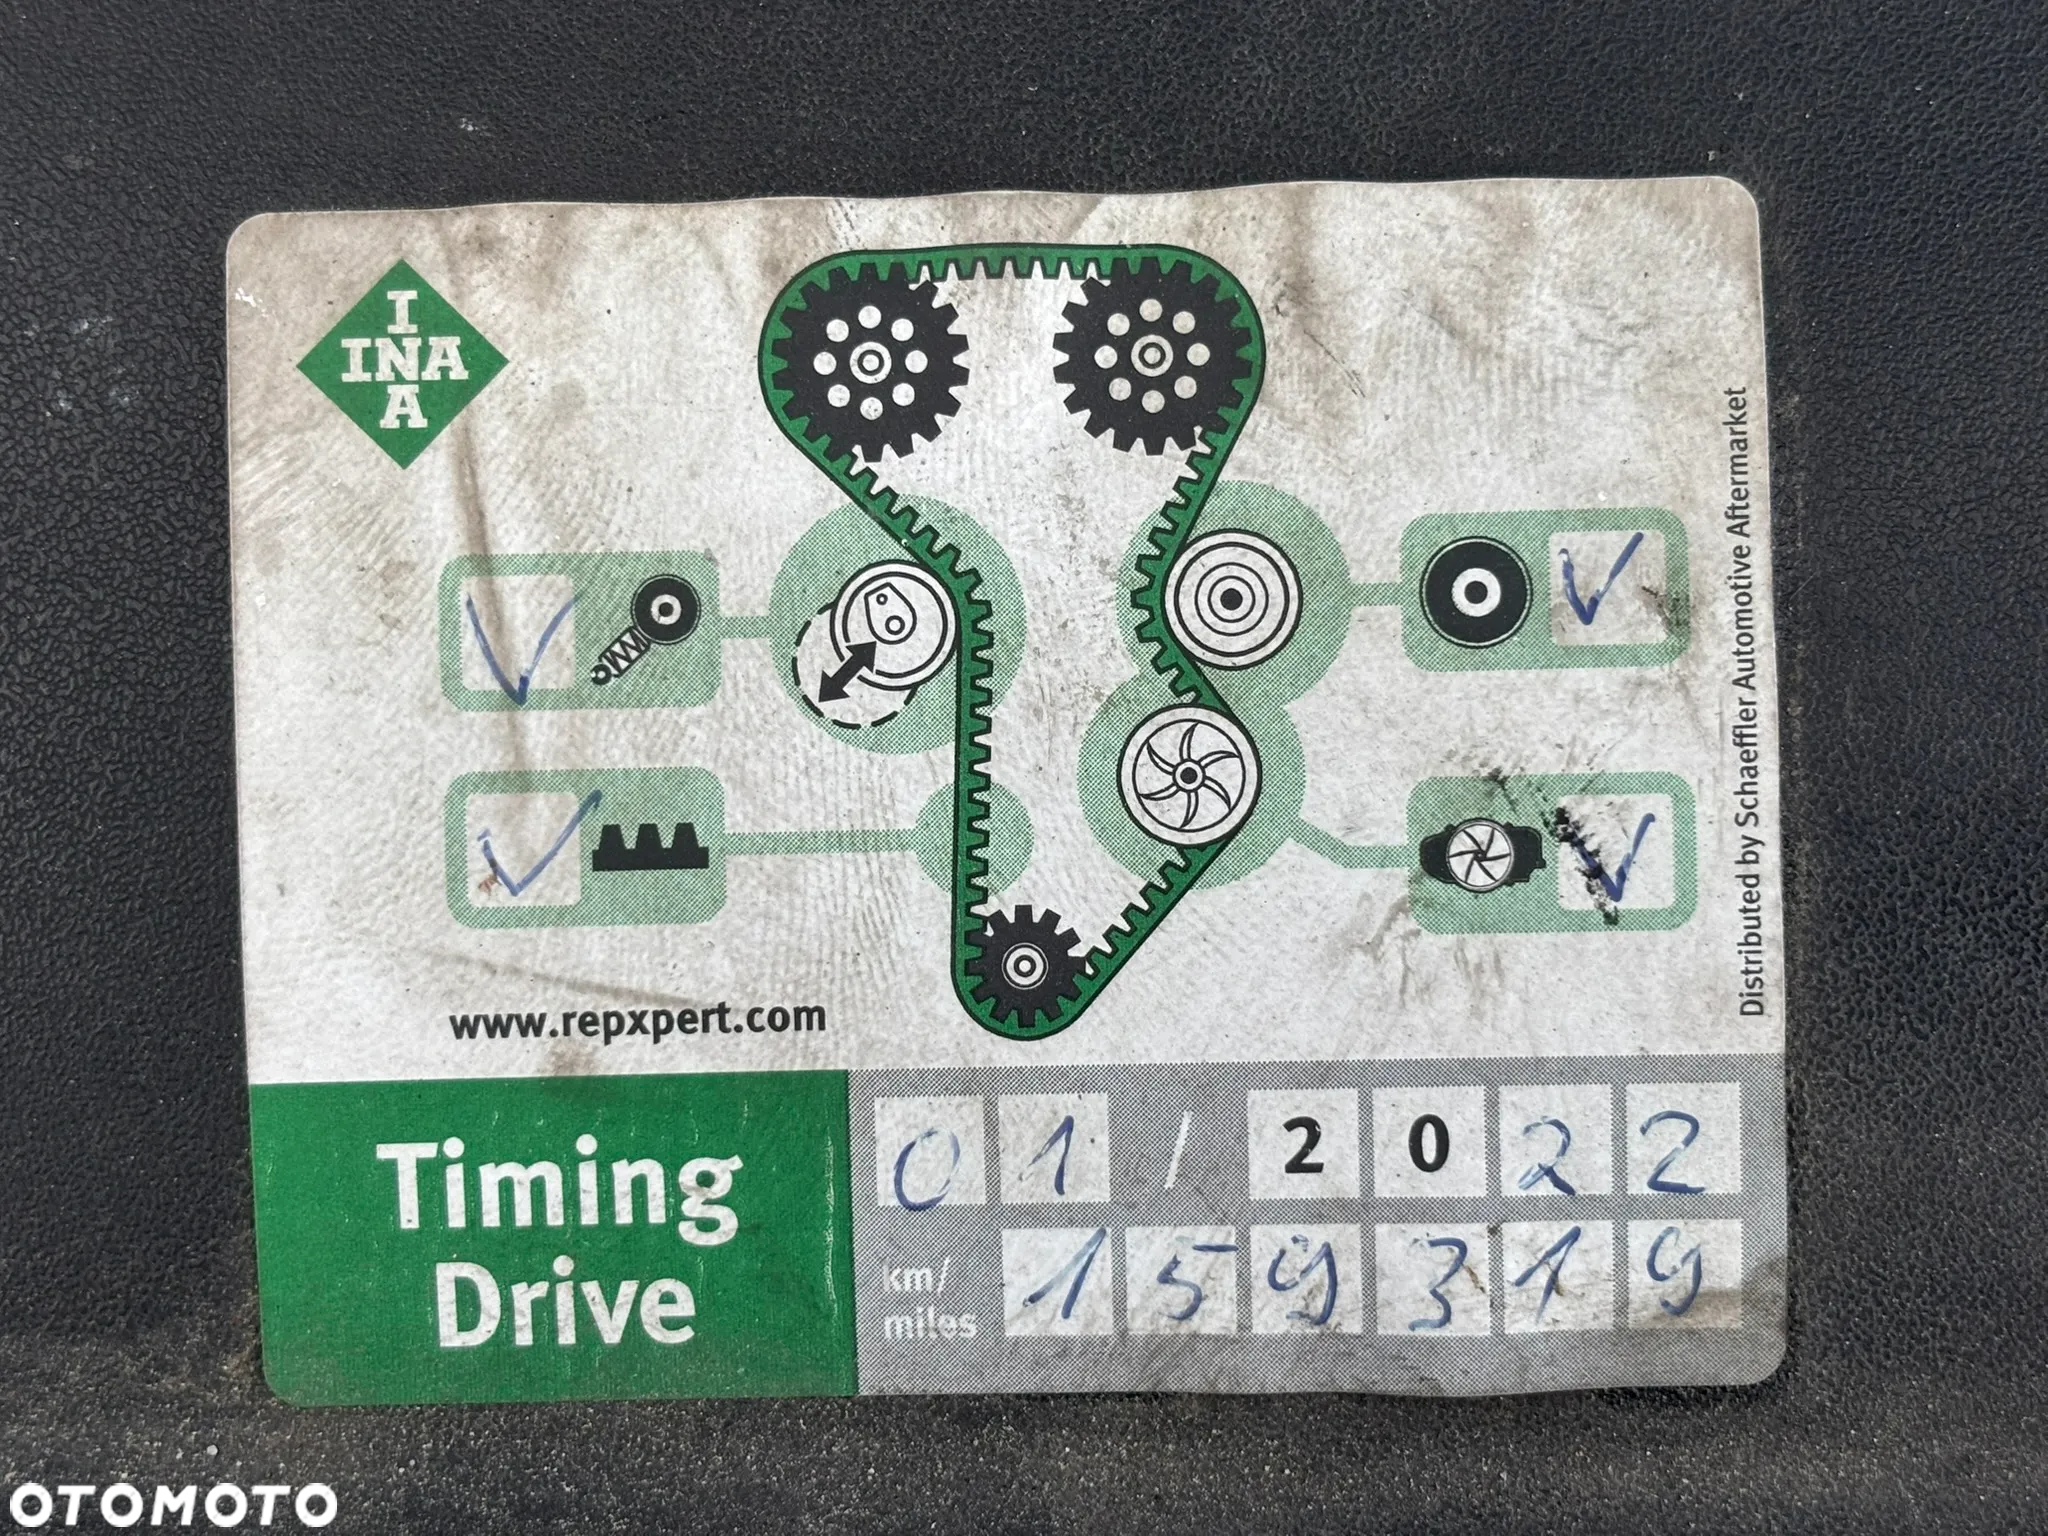 I
INA
A
Distributed by Schaeffler Automotive Aftermarket
www.repxpert.com
Timing
Drive
01/2022
km/
miles
159319
OTOMOTO